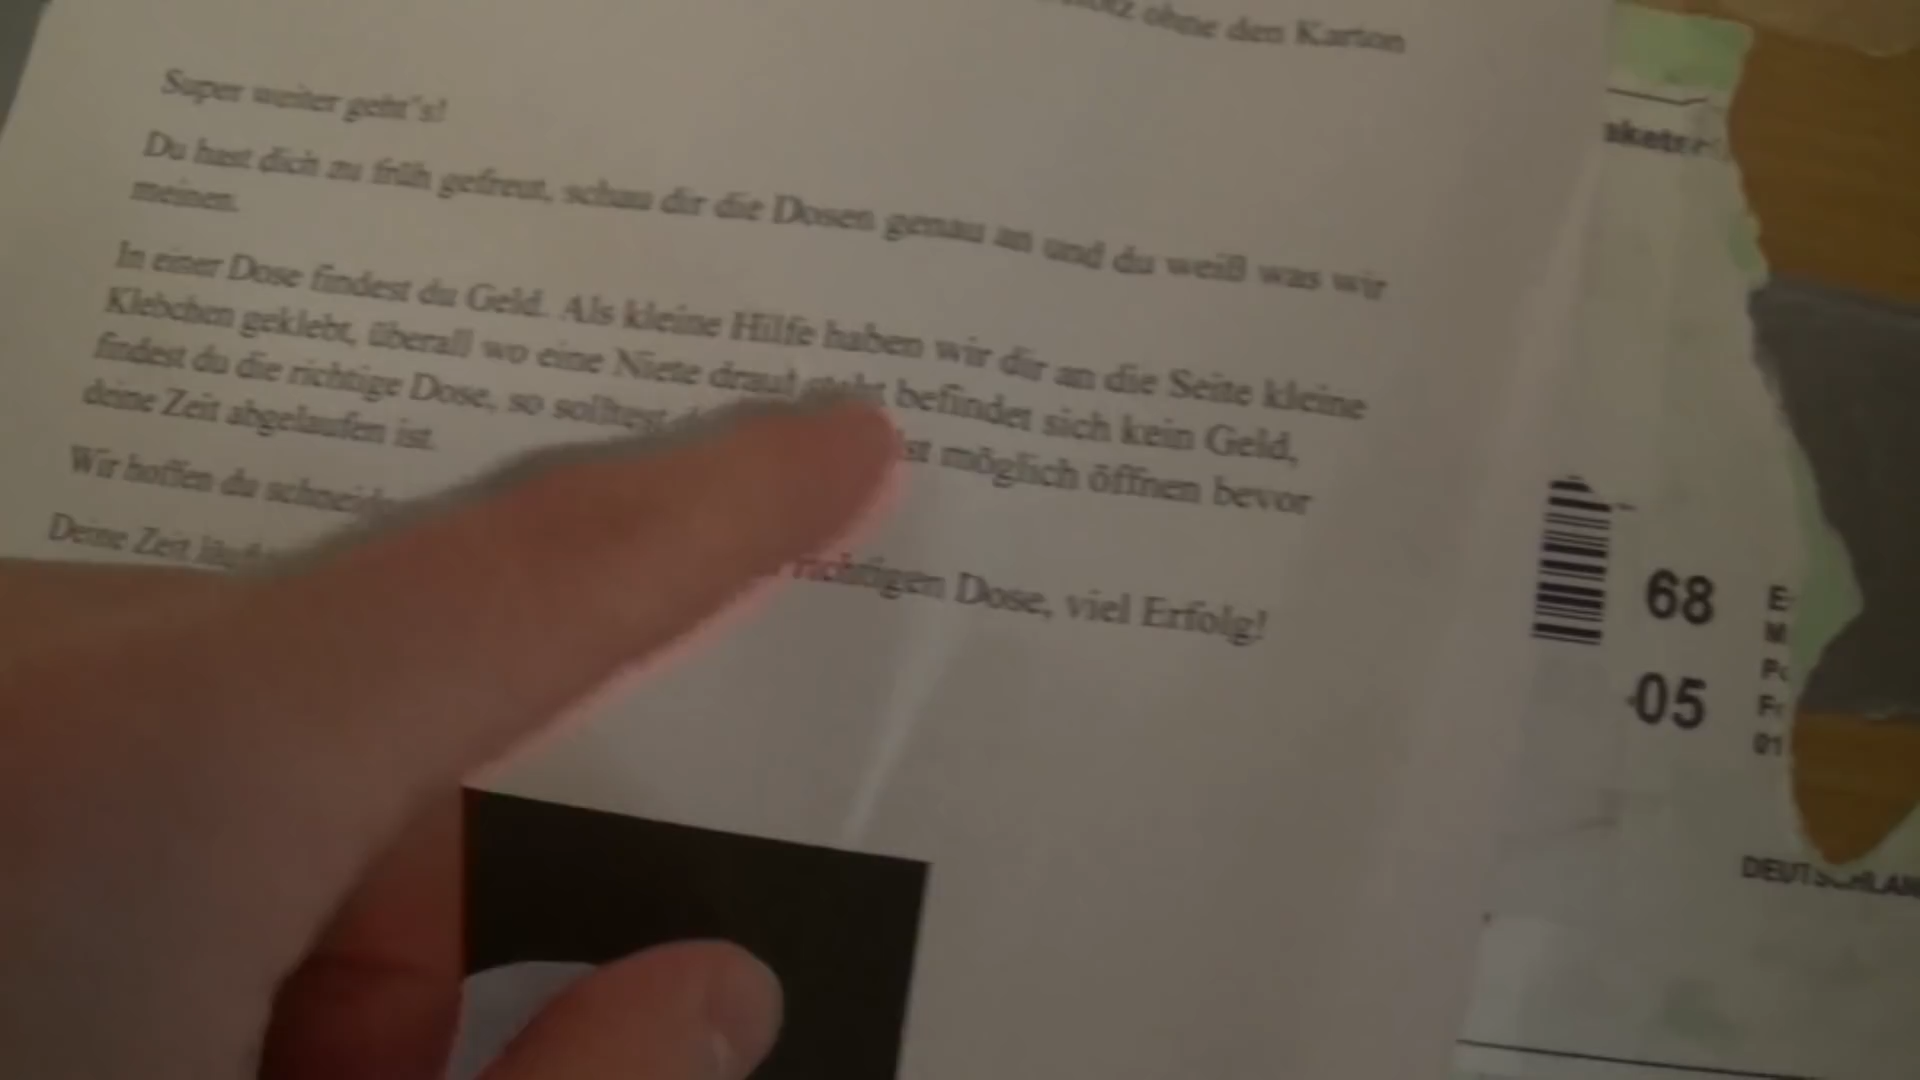 ohne den Karton
Super weiter geht´s!
Du hast dich zu früh gefreut, schau dir die Dosen genau an und du weiß was wir
meinen.
In einer Dose findest du Geld. Als kleine Hilfe haben wir dir an die Seite kleine
Klebchen geklebt, überall wo eine Niete drauf steht befindet sich kein Geld,
findest du die richtige Dose, so solltest möglich öffnen bevor
deine Zeit abgelaufen ist.
Wir hoffen du
Deine Zeit läuft richtigen Dose, viel Erfolg!
68
05
01